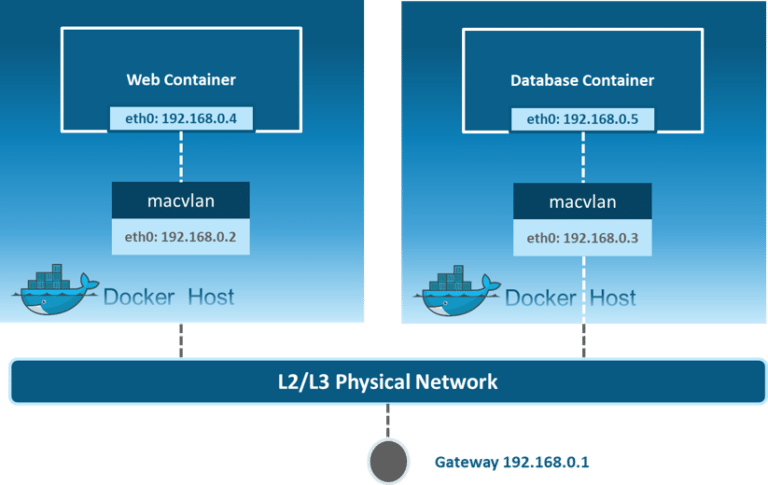 Web Container
eth0: 192.168.0.4
macvlan
eth0: 192.168.0.2
Docker Host
Database Container
eth0: 192.168.0.5
macvlan
eth0: 192.168.0.3
Docker Host
L2/L3 Physical Network
Gateway 192.168.0.1